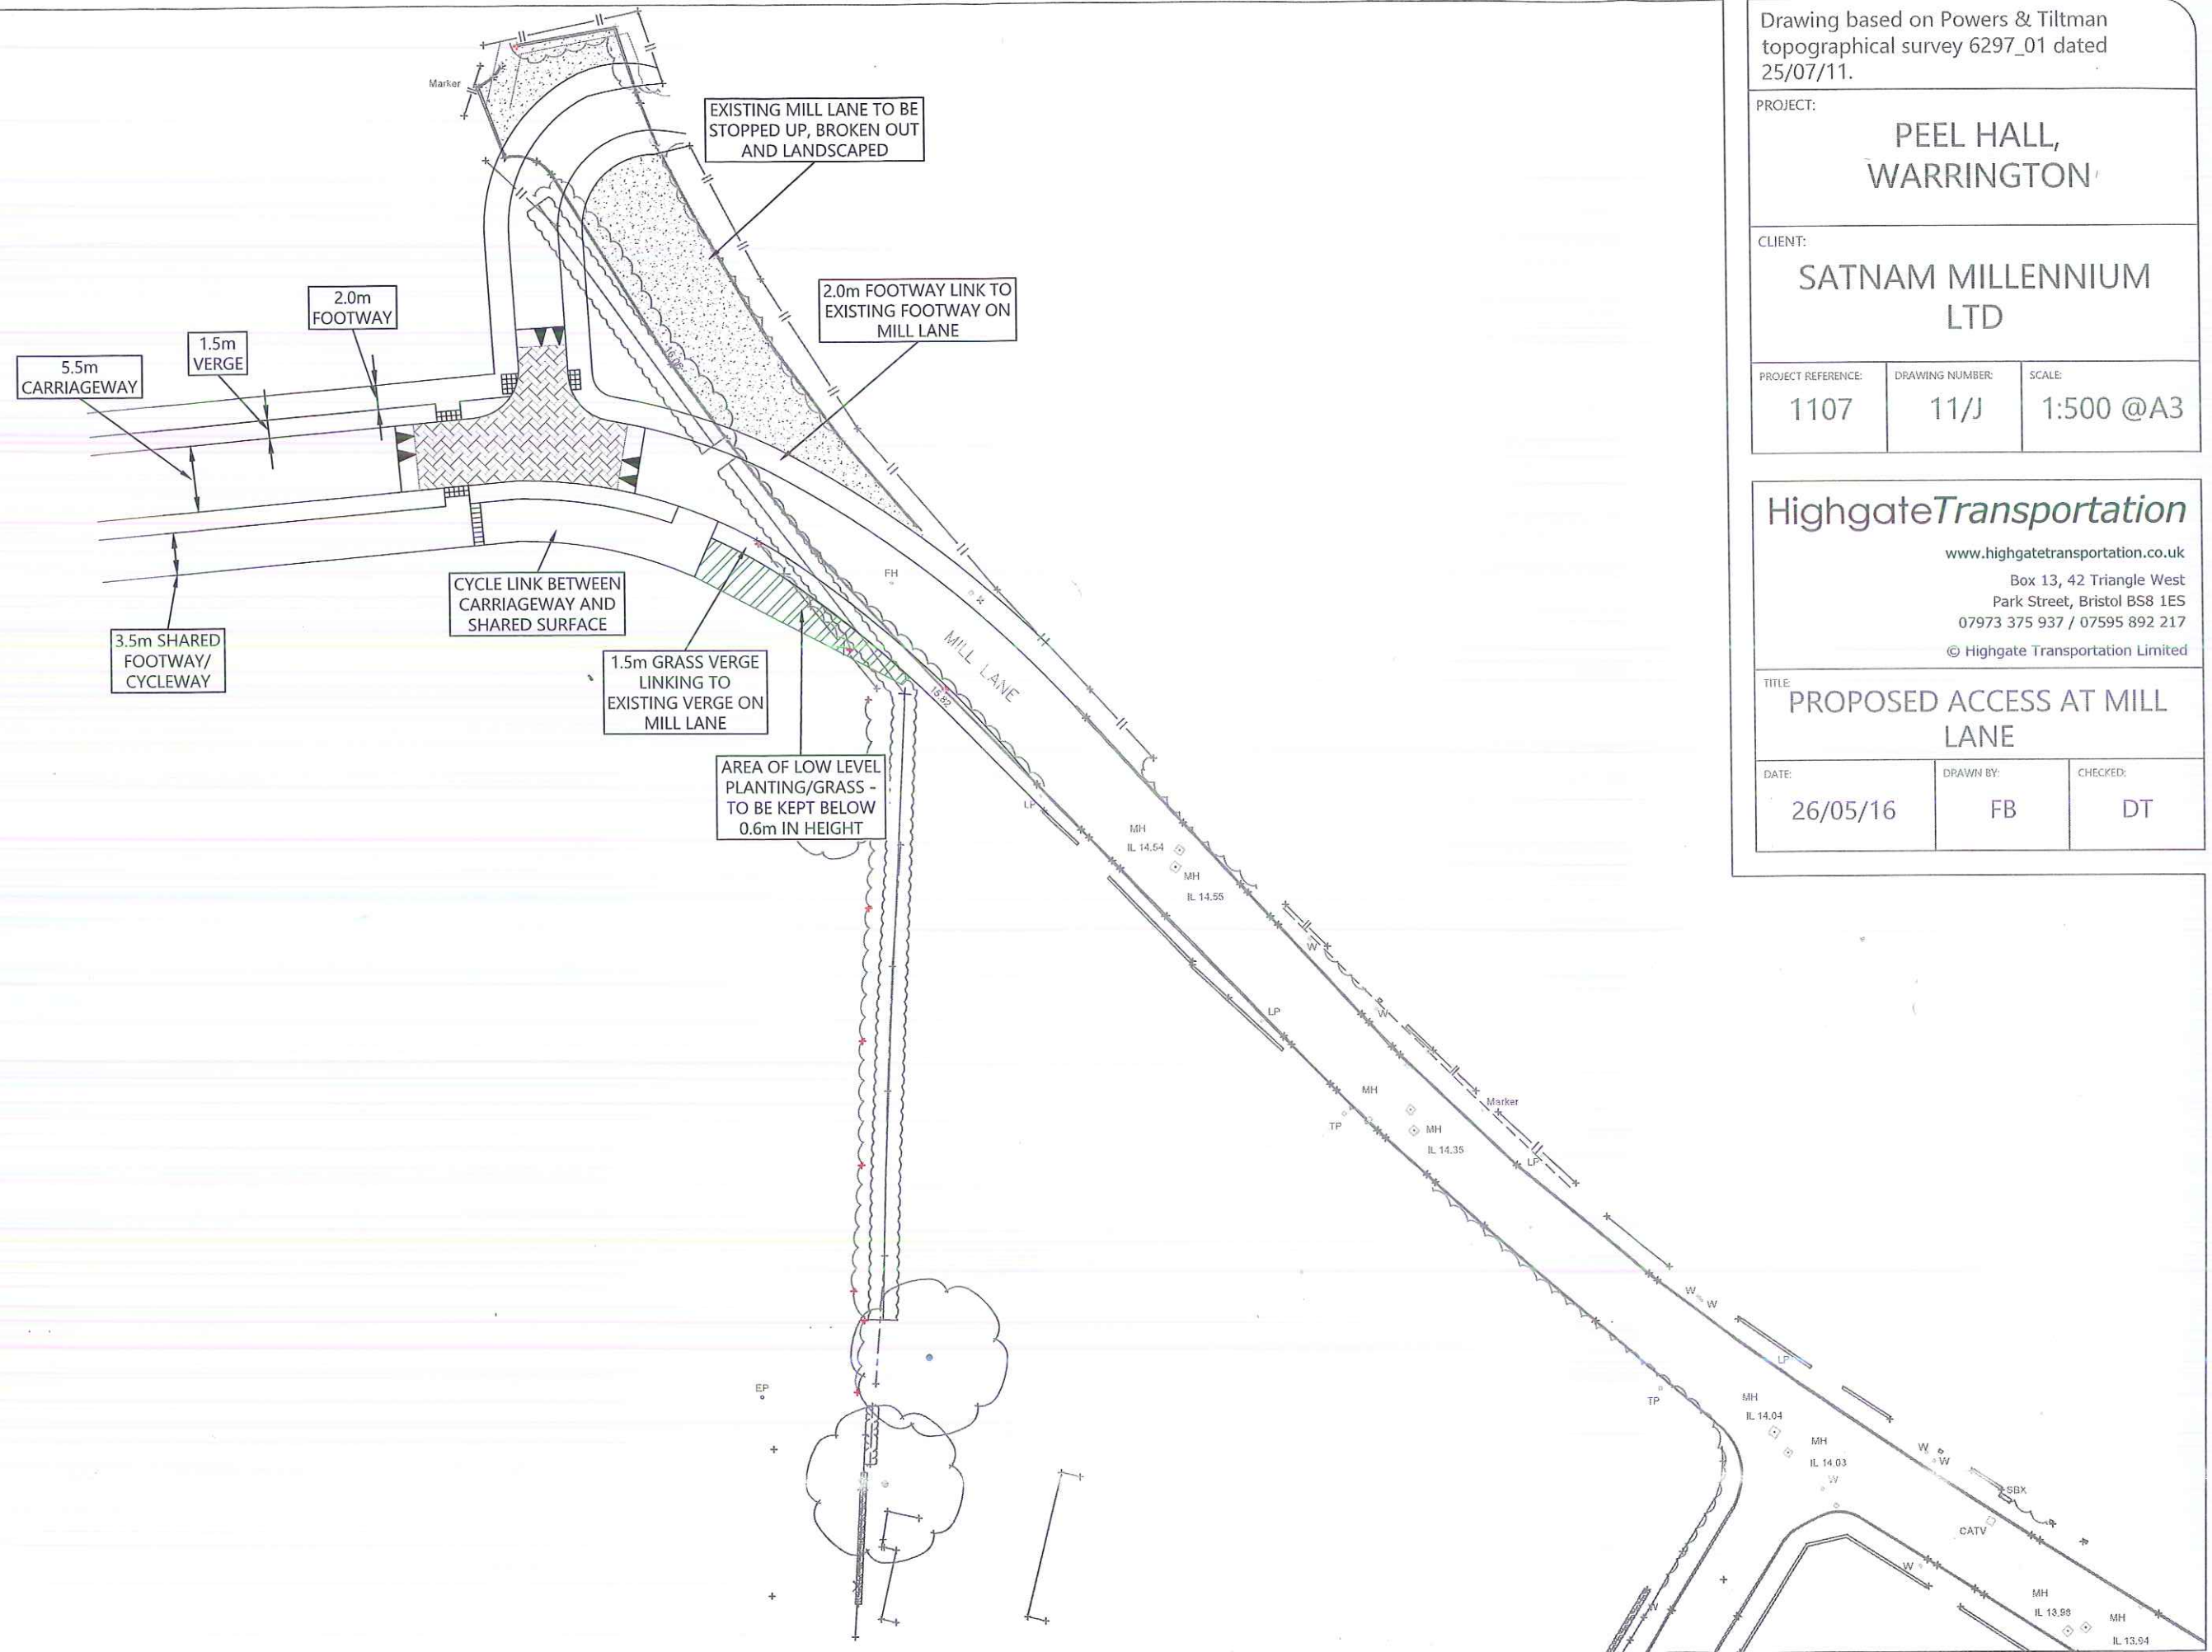 Drawing based on Powers & Tiltman
topographical survey 6297_01 dated
25/07/11.
PROJECT:
PEEL HALL,
WARRINGTON
CLIENT:
SATNAM MILLENNIUM
LTD
PROJECT REFERENCE:
1107
DRAWING NUMBER:
11/J
SCALE:
1:500 @A3
HighgateTransportation
www.highgatetransportation.co.uk
Box 13, 42 Triangle West
Park Street, Bristol BS8 1ES
07973 375 937 / 07595 892 217
© Highgate Transportation Limited
TITLE:
PROPOSED ACCESS AT MILL
LANE
DATE:
26/05/16
DRAWN BY:
FB
CHECKED:
DT
Marker
EXISTING MILL LANE TO BE
STOPPED UP, BROKEN OUT
AND LANDSCAPED
2.0m FOOTWAY LINK TO
EXISTING FOOTWAY ON
MILL LANE
2.0m
FOOTWAY
1.5m
VERGE
5.5m
CARRIAGEWAY
3.5m SHARED
FOOTWAY/
CYCLEWAY
CYCLE LINK BETWEEN
CARRIAGEWAY AND
SHARED SURFACE
1.5m GRASS VERGE
LINKING TO
EXISTING VERGE ON
MILL LANE
AREA OF LOW LEVEL
PLANTING/GRASS -
TO BE KEPT BELOW
0.6m IN HEIGHT
FH
MILL LANE
15.82
LP
MH
IL 14.54
MH
IL 14.55
W
W
LP
MH
MH
IL 14.35
TP
Marker
LP
W
W
LP
EP
TP
MH
IL 14.04
MH
IL 14.03
W
W
W
SBX
CATV
W
W
MH
IL 13.98
MH
IL 13.94